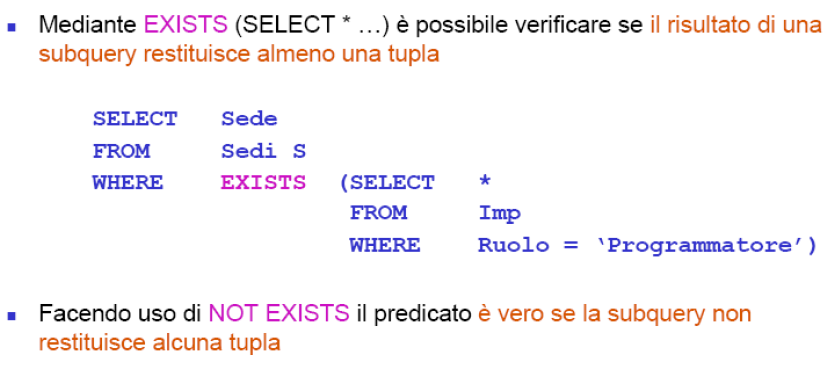 ▪ Mediante EXISTS (SELECT * …) è possibile verificare se il risultato di una
subquery restituisce almeno una tupla
SELECT Sede
FROM Sedi S
WHERE EXISTS (SELECT *
FROM Imp
WHERE Ruolo = ‘Programmatore’)
▪ Facendo uso di NOT EXISTS il predicato è vero se la subquery non
restituisce alcuna tupla